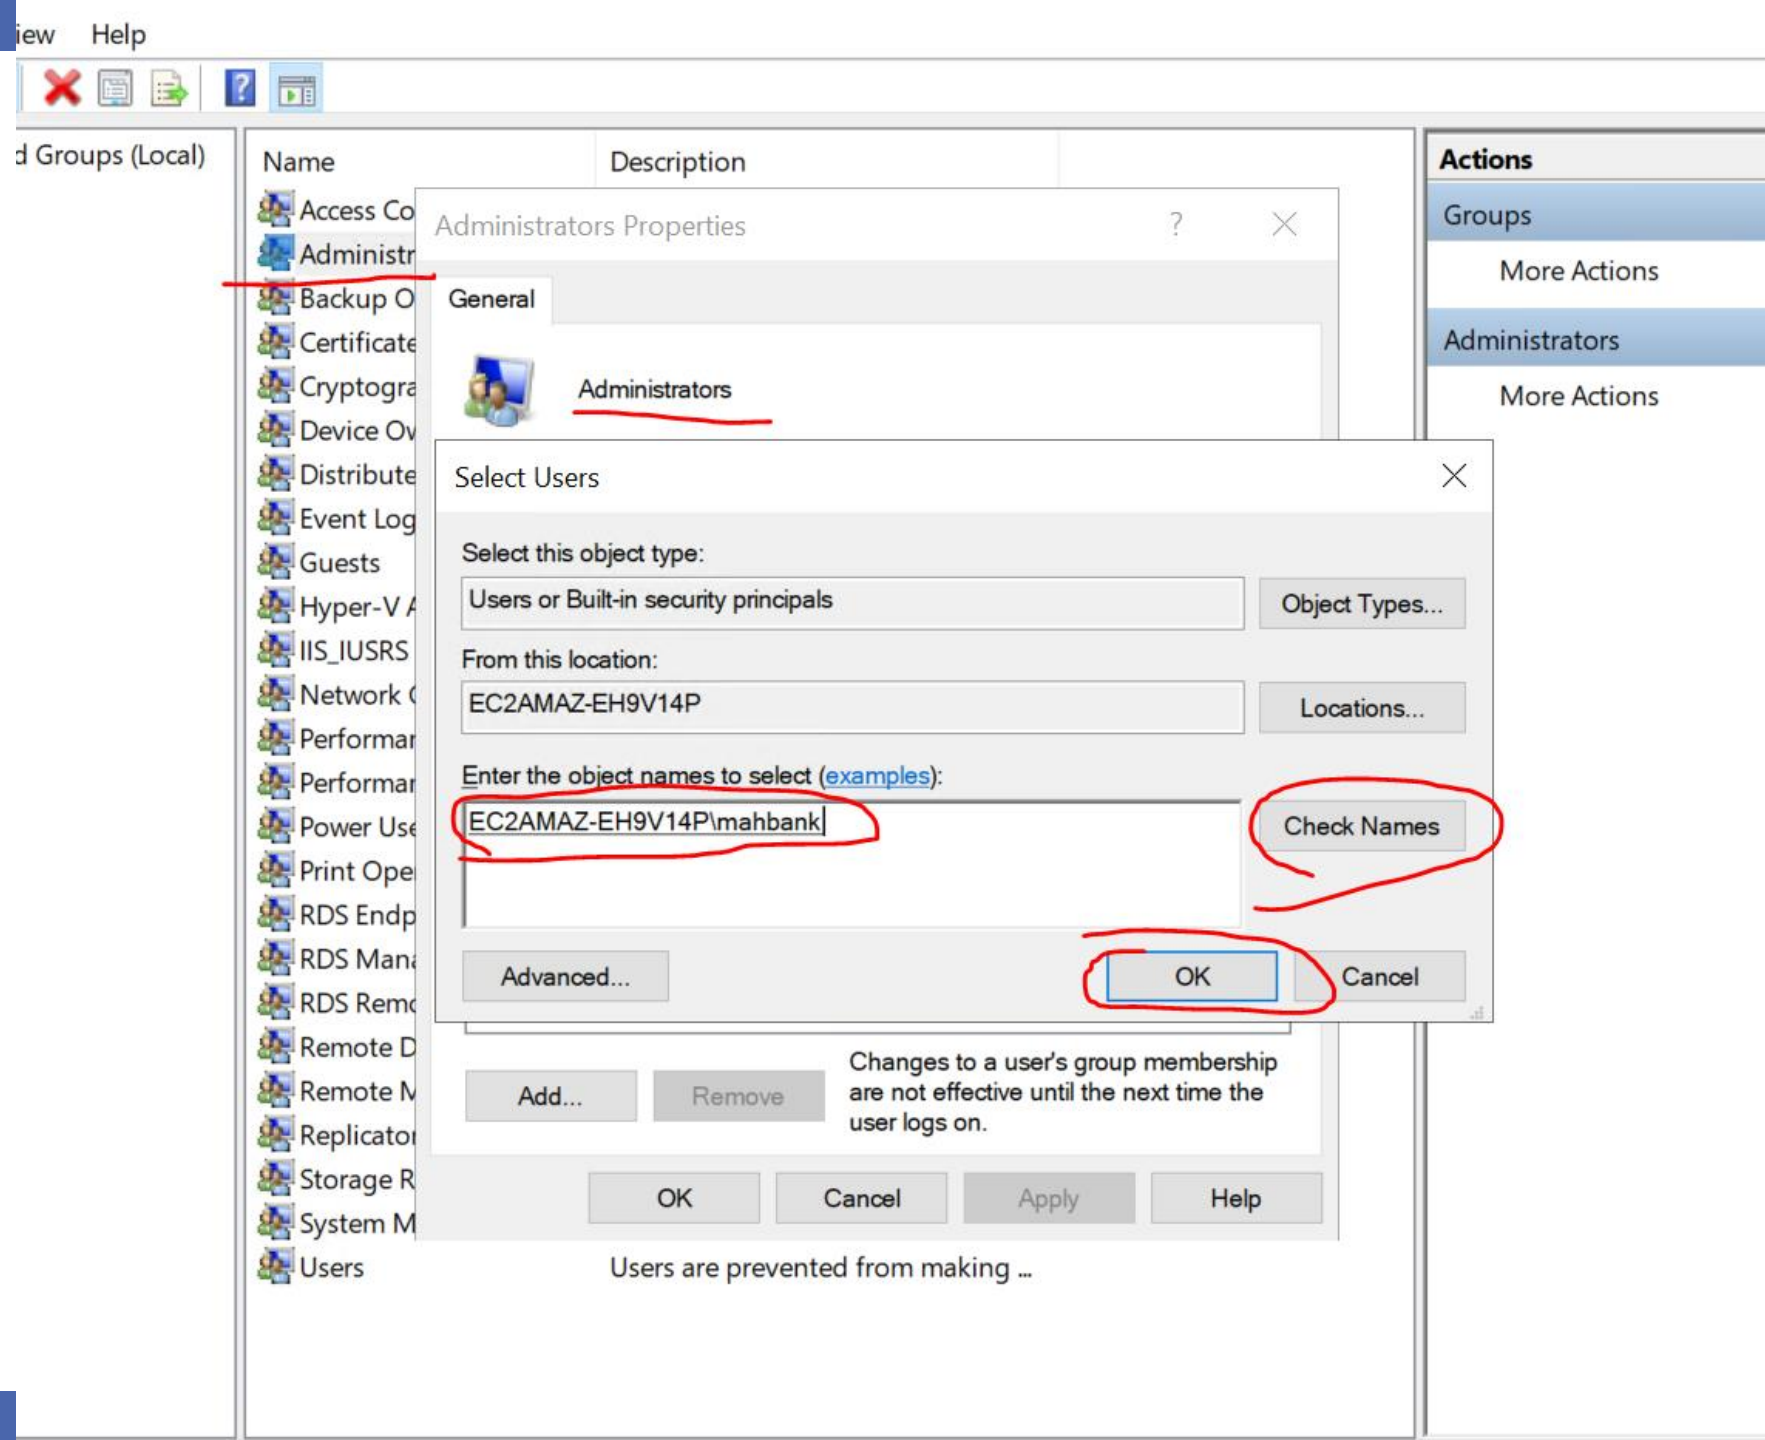 iew Help
d Groups (Local)
Name Description
Access Co
Administr
Backup O
Certificate
Cryptogra
Device Ov
Distribute
Event Log
Guests
Hyper-V A
IIS_IUSRS
Network C
Performar
Performar
Power Use
Print Ope
RDS Endp
RDS Mana
RDS Remo
Remote D
Remote M
Replicator
Storage R
System M
Users Users are prevented from making ...
Administrators Properties ?
General
Administrators
Select Users
Select this object type:
Users or Built-in security principals Object Types...
From this location:
EC2AMAZ-EH9V14P Locations...
Enter the object names to select (examples):
EC2AMAZ-EH9V14P\mahbank Check Names
Advanced... OK Cancel
Add... Remove
Changes to a user's group membership
are not effective until the next time the
user logs on.
OK Cancel Apply Help
Actions
Groups
More Actions
Administrators
More Actions